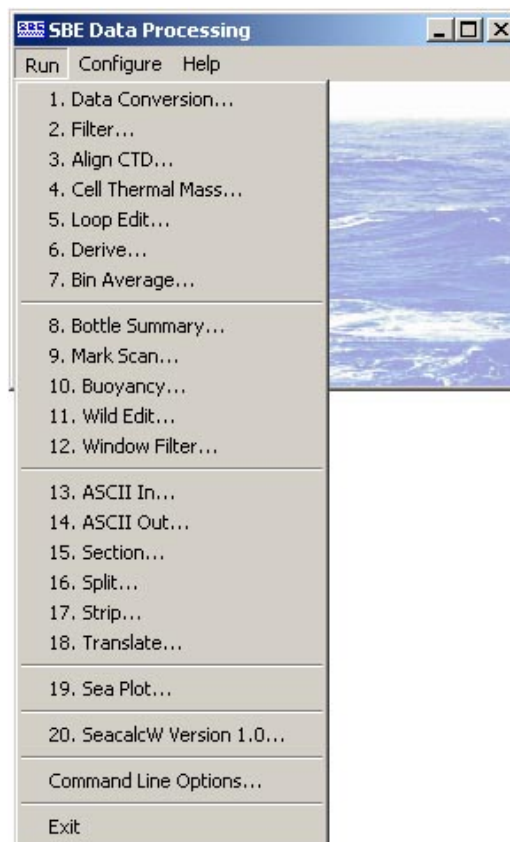 SBE SBE Data Processing
Run Configure Help
1. Data Conversion...
2. Filter...
3. Align CTD...
4. Cell Thermal Mass...
5. Loop Edit...
6. Derive...
7. Bin Average...
8. Bottle Summary...
9. Mark Scan...
10. Buoyancy...
11. Wild Edit...
12. Window Filter...
13. ASCII In...
14. ASCII Out...
15. Section...
16. Split...
17. Strip...
18. Translate...
19. Sea Plot...
20. SeacalcW Version 1.0...
Command Line Options...
Exit